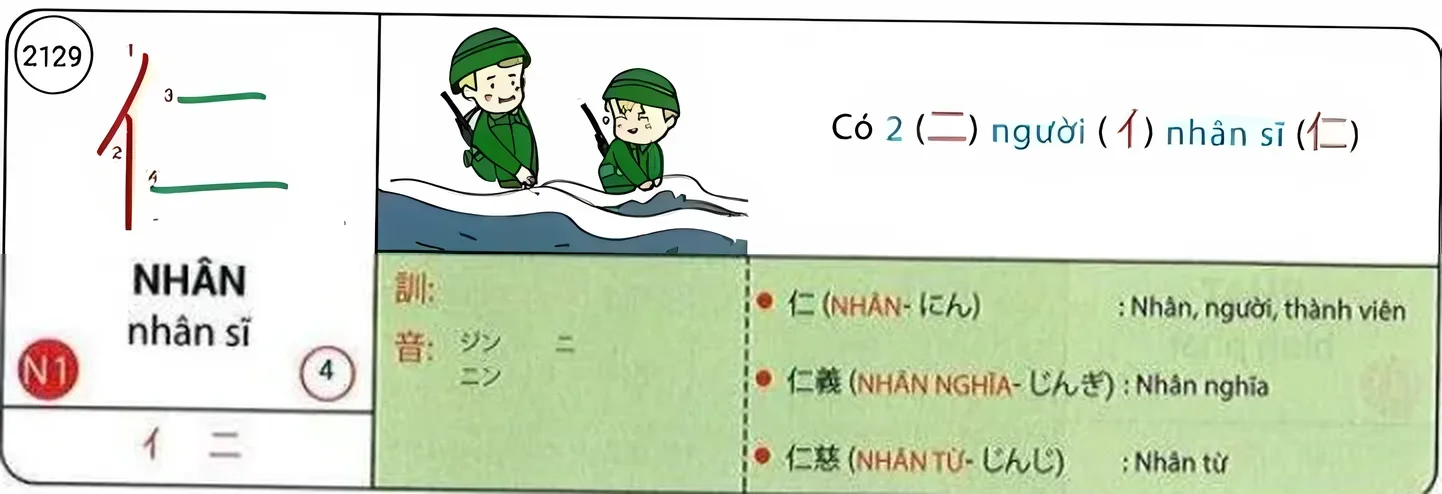 2129
1
2
3
4
NHÂN
nhân sĩ
N1
4
亻 二
Có 2 (二) người (亻) nhân sĩ (仁)
訓:
音: ジン ニ
ニン
仁 (NHÂN- にん) : Nhân, người, thành viên
仁義 (NHÂN NGHĨA- じんぎ) : Nhân nghĩa
仁慈 (NHÂN TỪ- じんじ) : Nhân từ